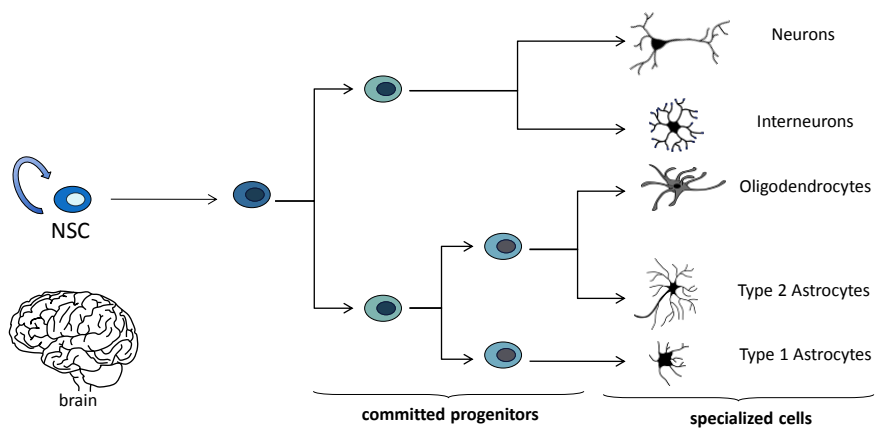 Neurons
Interneurons
Oligodendrocytes
NSC
Type 2 Astrocytes
Type 1 Astrocytes
brain
committed progenitors
specialized cells